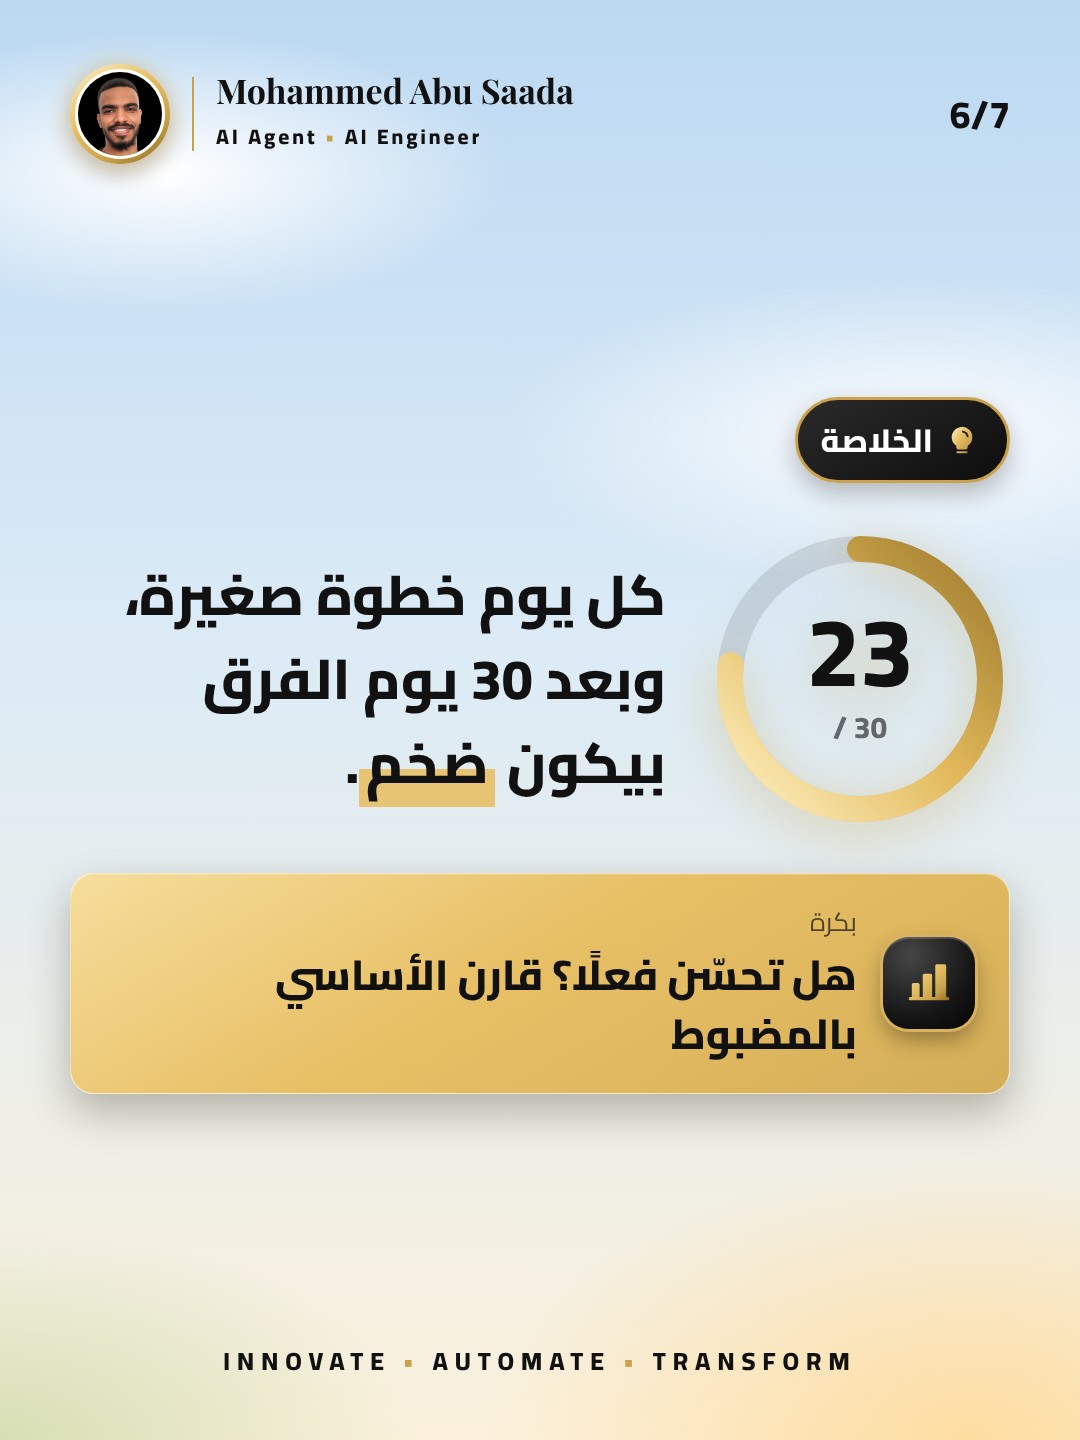 Mohammed Abu Saada
AI Agent ▪ AI Engineer
6/7
الخلاصة
23
/ 30
كل يوم خطوة صغيرة،
وبعد 30 يوم الفرق
بيكون ضخم.
بكرة
هل تحسّن فعلًا؟ قارن الأساسي
بالمضبوط
INNOVATE ▪ AUTOMATE ▪ TRANSFORM